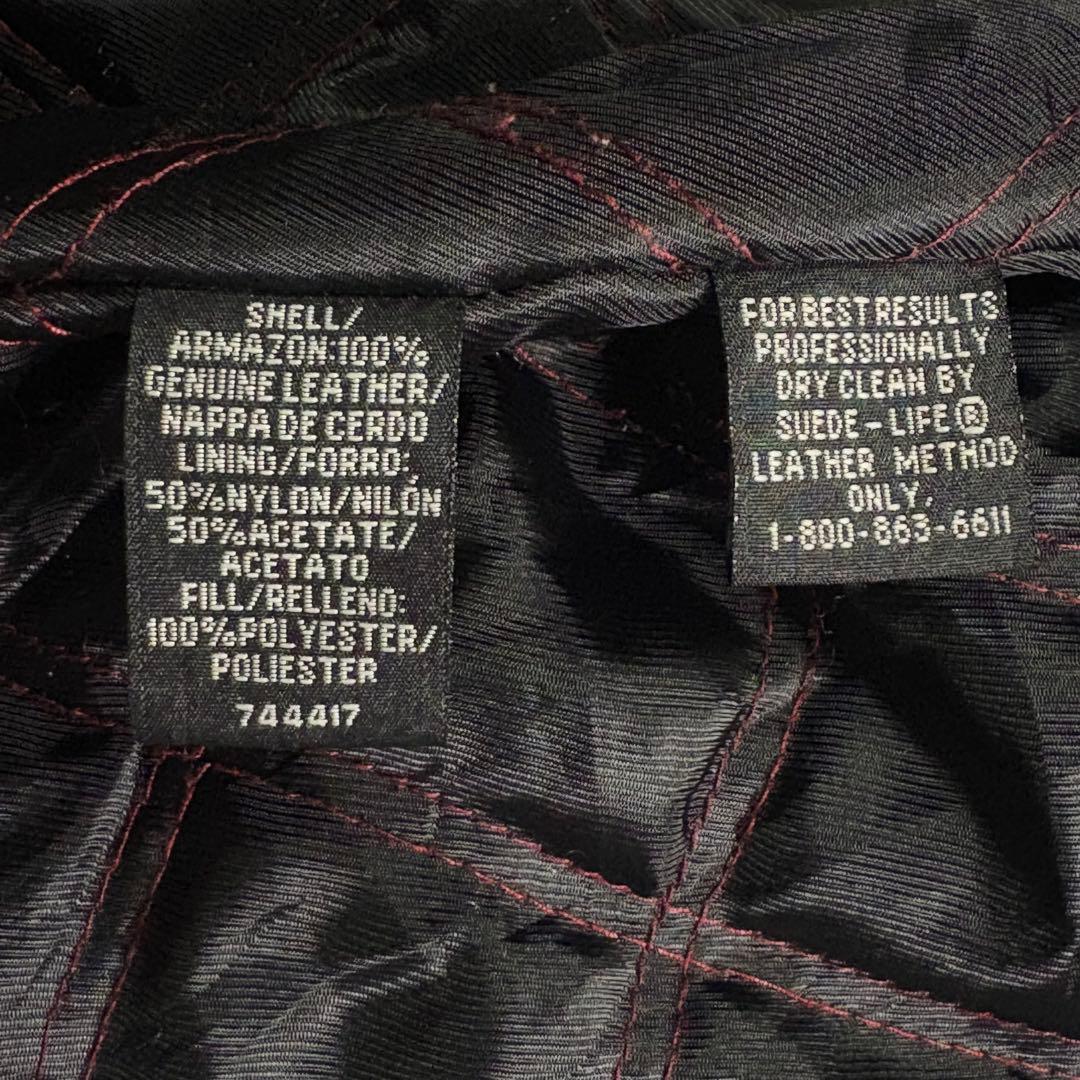 SHELL/
ARMAZON:100%
GENUINE LEATHER/
NAPPA DE CERDO
LINING/FORRO:
50%NYLON/NILÓN
50%ACETATE/
ACETATO
FILL/RELLENO:
100%POLYESTER/
POLIESTER
744417
FOR BEST RESULTS
PROFESSIONALLY
DRY CLEAN BY
SUEDE-LIFE®
LEATHER METHOD
ONLY.
1-800-863-6611